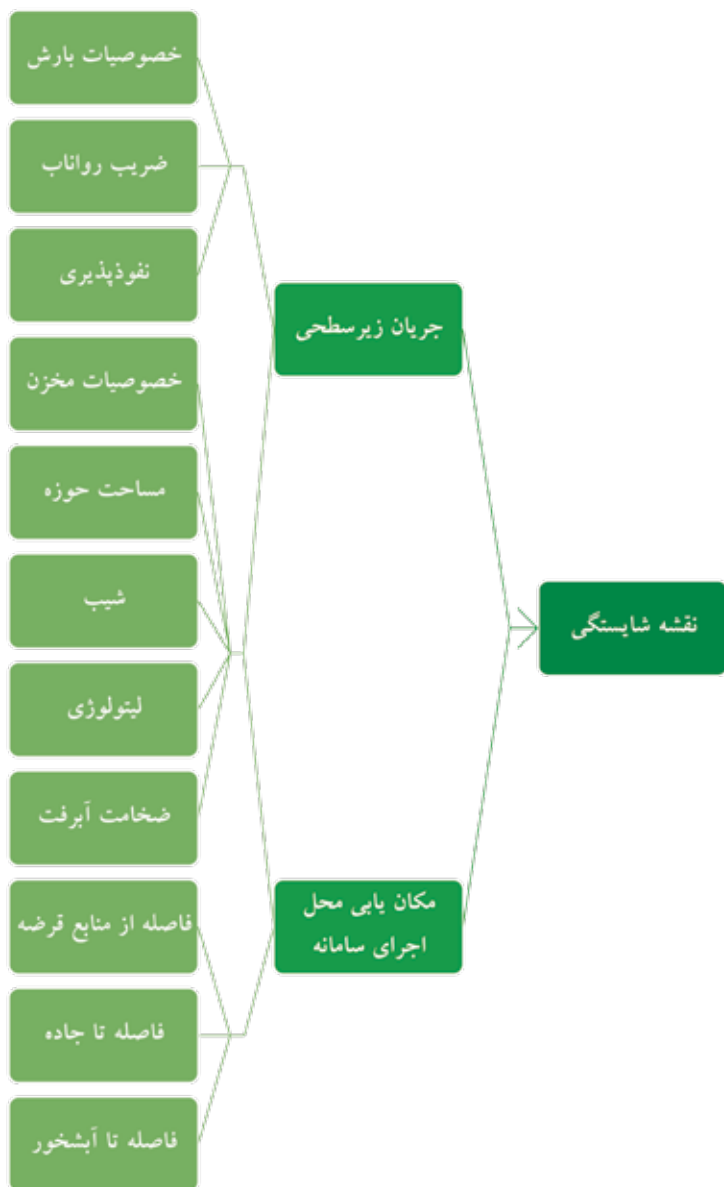 خصوصیات بارش
ضریب رواناب
نفوذپذیری
جریان زیرسطحی
خصوصیات مخزن
مساحت حوزه
شیب
نقشه شایستگی
لیتولوژی
ضخامت آبرفت
مکان یابی محل
اجرای سامانه
فاصله از منابع قرضه
فاصله تا جاده
فاصله تا آبشخور